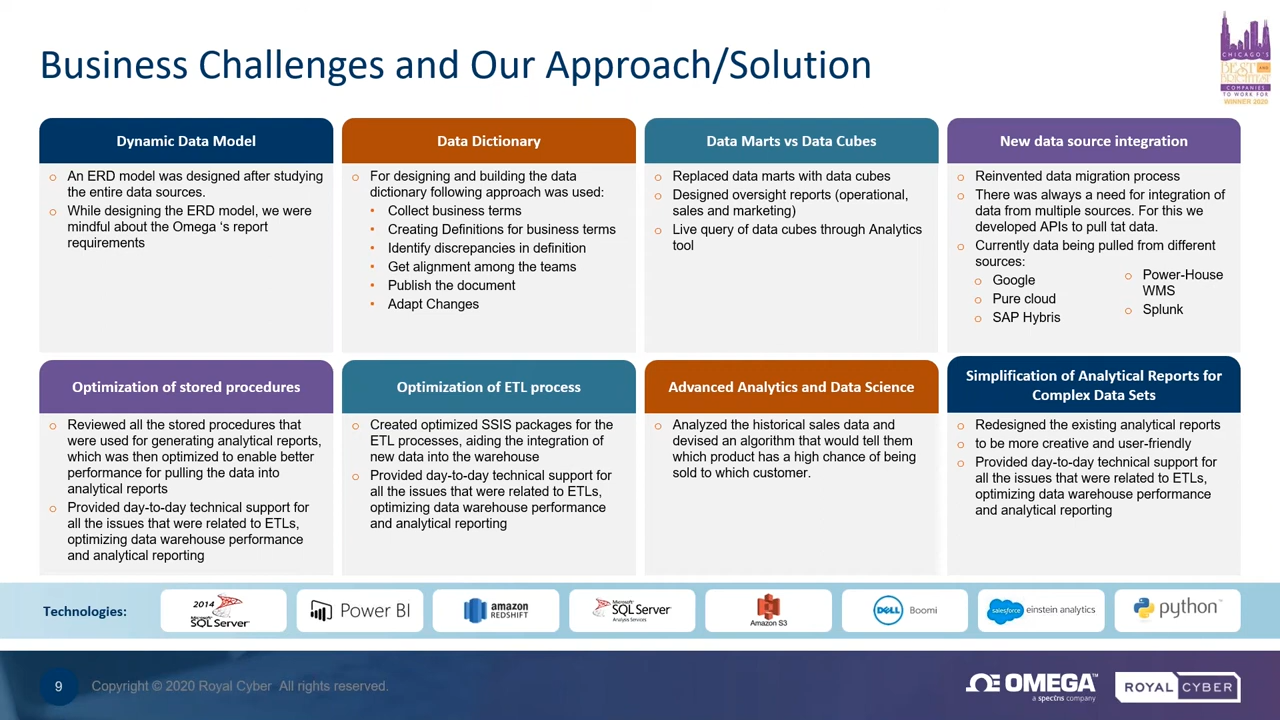 Business Challenges and Our Approach/Solution
CHICAGO'S
BEST AND
BRIGHTEST
COMPANIES
TO WORK FOR
WINNER 2020
Dynamic Data Model
An ERD model was designed after studying
the entire data sources.
While designing the ERD model, we were
mindful about the Omega ‘s report
requirements
Data Dictionary
For designing and building the data
dictionary following approach was used:
Collect business terms
Creating Definitions for business terms
Identify discrepancies in definition
Get alignment among the teams
Publish the document
Adapt Changes
Data Marts vs Data Cubes
Replaced data marts with data cubes
Designed oversight reports (operational,
sales and marketing)
Live query of data cubes through Analytics
tool
New data source integration
Reinvented data migration process
There was always a need for integration of
data from multiple sources. For this we
developed APIs to pull tat data.
Currently data being pulled from different
sources:
Google
Pure cloud
SAP Hybris
Power-House
WMS
Splunk
Optimization of stored procedures
Reviewed all the stored procedures that
were used for generating analytical reports,
which was then optimized to enable better
performance for pulling the data into
analytical reports
Provided day-to-day technical support for
all the issues that were related to ETLs,
optimizing data warehouse performance
and analytical reporting
Optimization of ETL process
Created optimized SSIS packages for the
ETL processes, aiding the integration of
new data into the warehouse
Provided day-to-day technical support for
all the issues that were related to ETLs,
optimizing data warehouse performance
and analytical reporting
Advanced Analytics and Data Science
Analyzed the historical sales data and
devised an algorithm that would tell them
which product has a high chance of being
sold to which customer.
Simplification of Analytical Reports for
Complex Data Sets
Redesigned the existing analytical reports
to be more creative and user-friendly
Provided day-to-day technical support for
all the issues that were related to ETLs,
optimizing data warehouse performance
and analytical reporting
Technologies:
2014
Microsoft
SQL Server
Power BI
amazon
REDSHIFT
Microsoft
SQL Server
Analysis Services
Amazon S3
DELL Boomi
salesforce einstein analytics
python™
9
Copyright © 2020 Royal Cyber All rights reserved.
OMEGA™
a spectris company
ROYAL CYBER